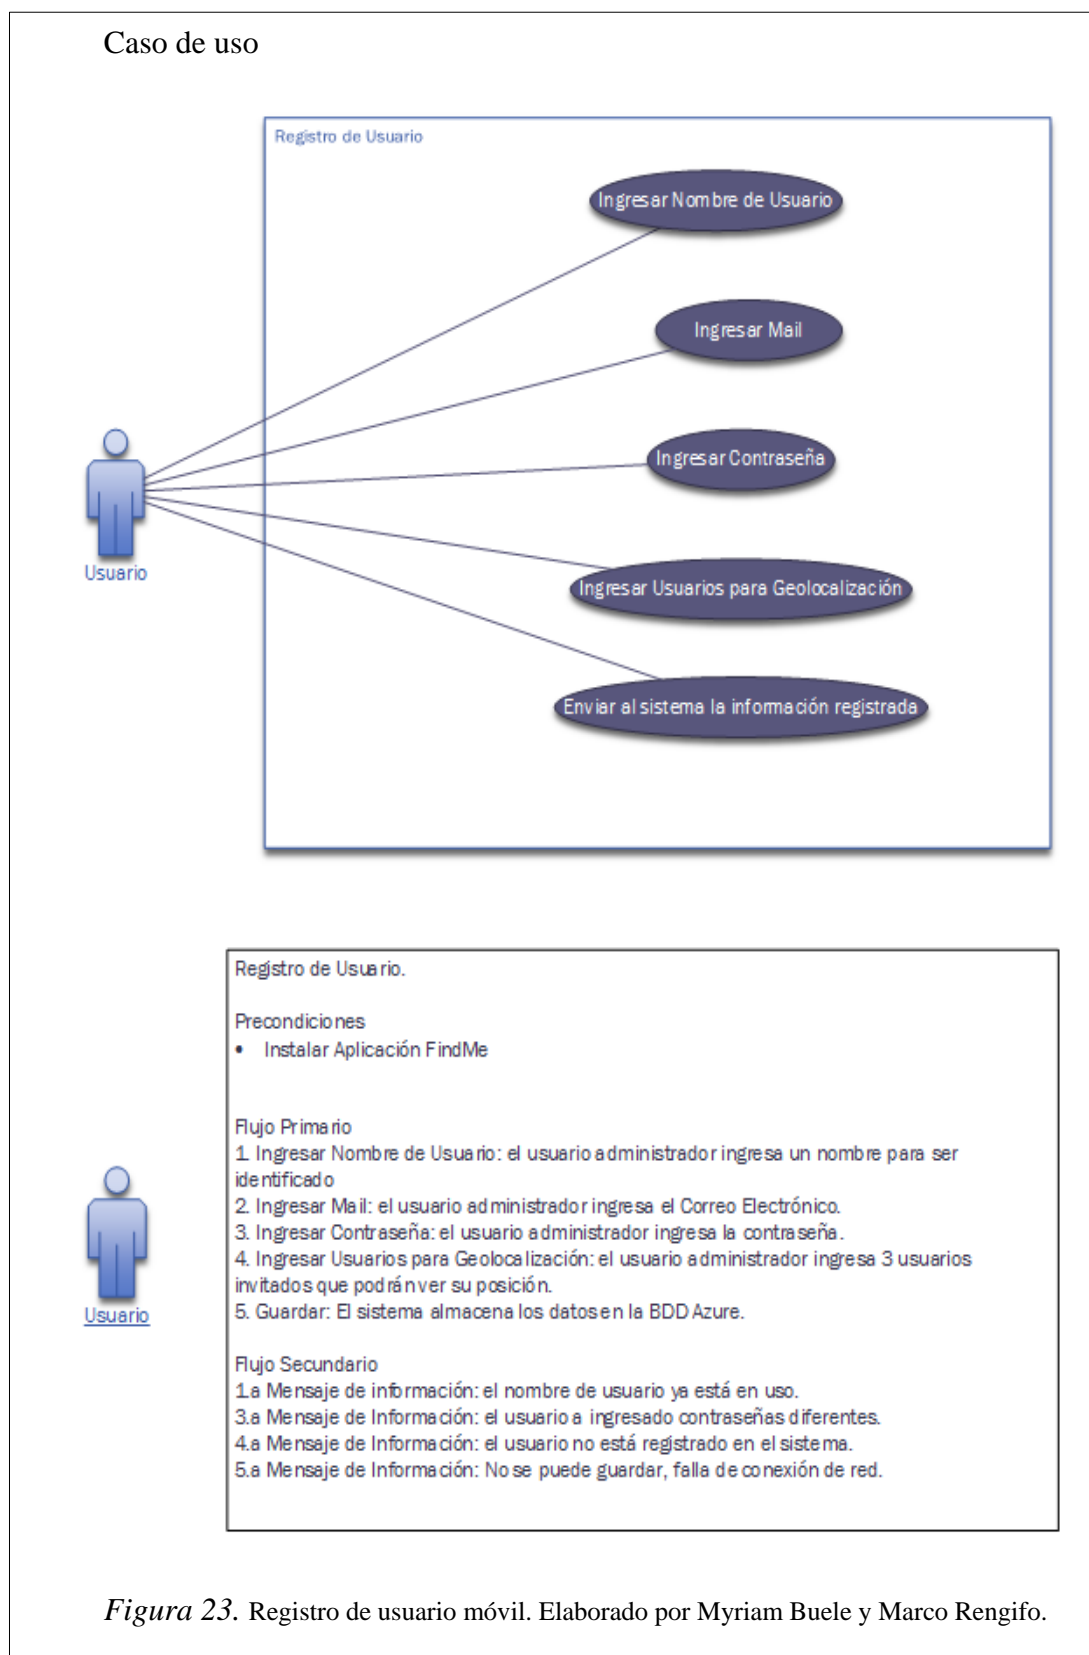 Caso de uso
Registro de Usuario
Ingresar Nombre de Usuario
Ingresar Mail
Ingresar Contraseña
Usuario
Ingresar Usuarios para Geolocalización
Enviar al sistema la información registrada
Registro de Usuario.
Precondiciones
• Instalar Aplicación FindMe
Flujo Primario
1. Ingresar Nombre de Usuario: el usuario administrador ingresa un nombre para ser
identificado
2. Ingresar Mail: el usuario administrador ingresa el Correo Electrónico.
3. Ingresar Contraseña: el usuario administrador ingresa la contraseña.
4. Ingresar Usuarios para Geolocalización: el usuario administrador ingresa 3 usuarios
invitados que podrán ver su posición.
5. Guardar: El sistema almacena los datos en la BDD Azure.
Usuario
Flujo Secundario
1.a Mensaje de información: el nombre de usuario ya está en uso.
3.a Mensaje de Información: el usuario a ingresado contraseñas diferentes.
4.a Mensaje de Información: el usuario no está registrado en el sistema.
5.a Mensaje de Información: No se puede guardar, falla de conexión de red.
Figura 23. Registro de usuario móvil. Elaborado por Myriam Buele y Marco Rengifo.